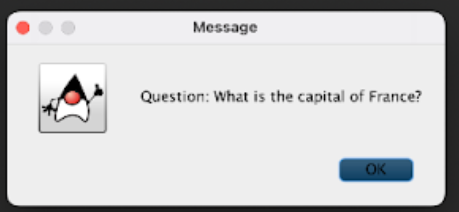 Message
Question: What is the capital of France?
OK